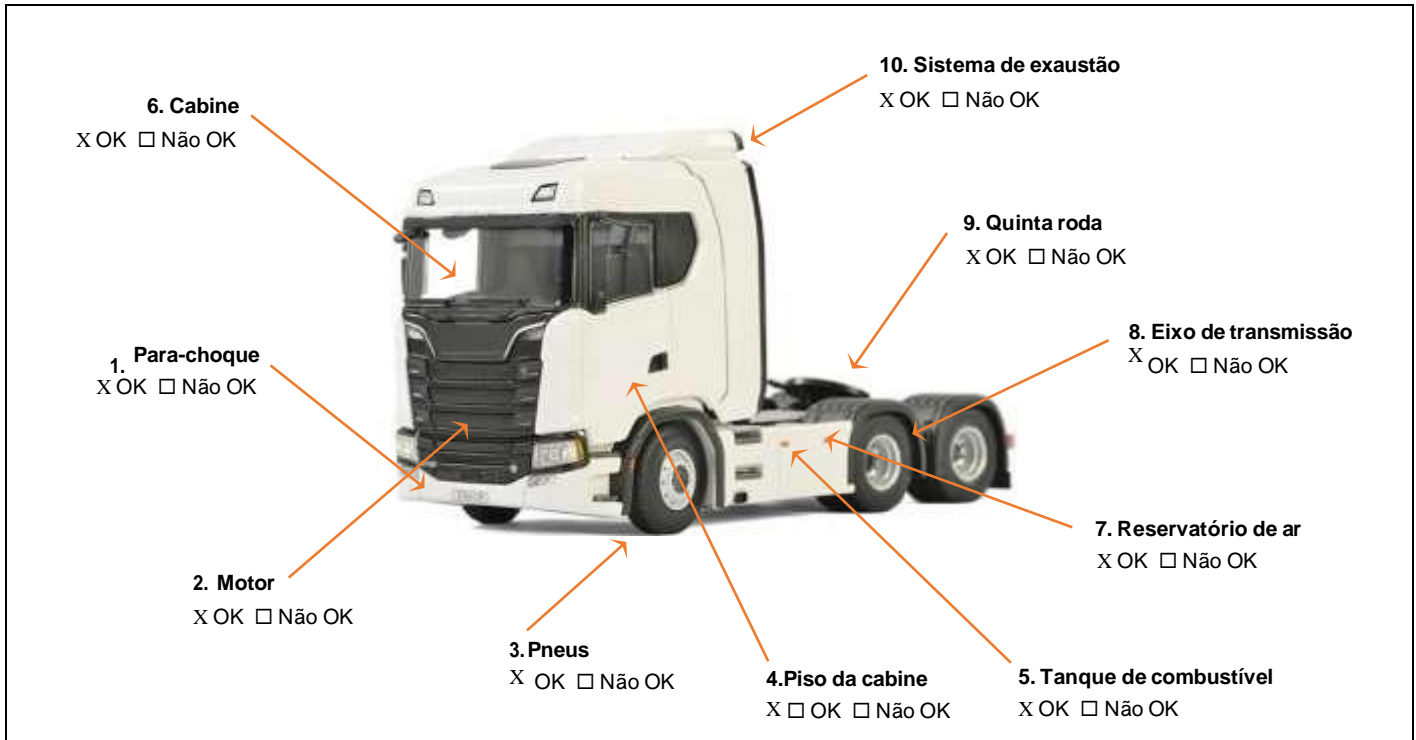 10. Sistema de exaustão
X OK ☐ Não OK
6. Cabine
X OK ☐ Não OK
9. Quinta roda
X OK ☐ Não OK
8. Eixo de transmissão
X OK ☐ Não OK
1. Para-choque
X OK ☐ Não OK
7. Reservatório de ar
X OK ☐ Não OK
2. Motor
X OK ☐ Não OK
3. Pneus
X OK ☐ Não OK
4.Piso da cabine
X ☐ OK ☐ Não OK
5. Tanque de combustível
X OK ☐ Não OK